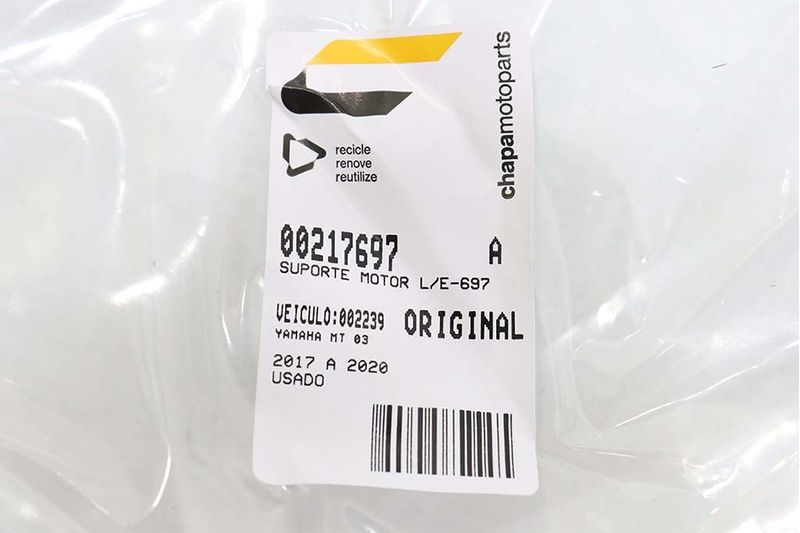 chapamotoparts
recicle
renove
reutilize
00217697 A
SUPORTE MOTOR L/E-697
VEICULO:002239 ORIGINAL
YAMAHA MT 03
2017 A 2020
USADO